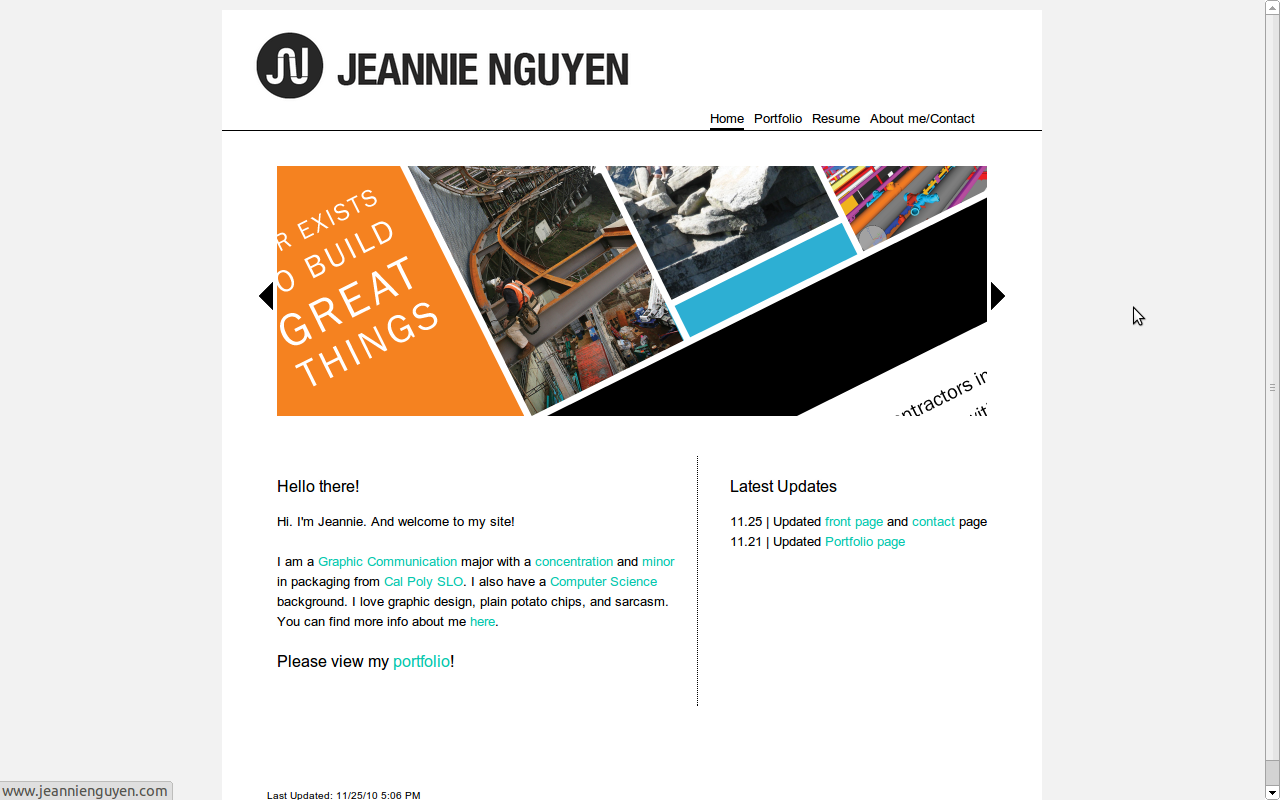 JN JEANNIE NGUYEN
Home Portfolio Resume About me/Contact
R EXISTS
O BUILD
GREAT
THINGS
ntractors in
Hello there!
Hi. I'm Jeannie. And welcome to my site!
I am a Graphic Communication major with a concentration and minor
in packaging from Cal Poly SLO. I also have a Computer Science
background. I love graphic design, plain potato chips, and sarcasm.
You can find more info about me here.
Please view my portfolio!
Latest Updates
11.25 | Updated front page and contact page
11.21 | Updated Portfolio page
Last Updated: 11/25/10 5:06 PM
www.jeannienguyen.com